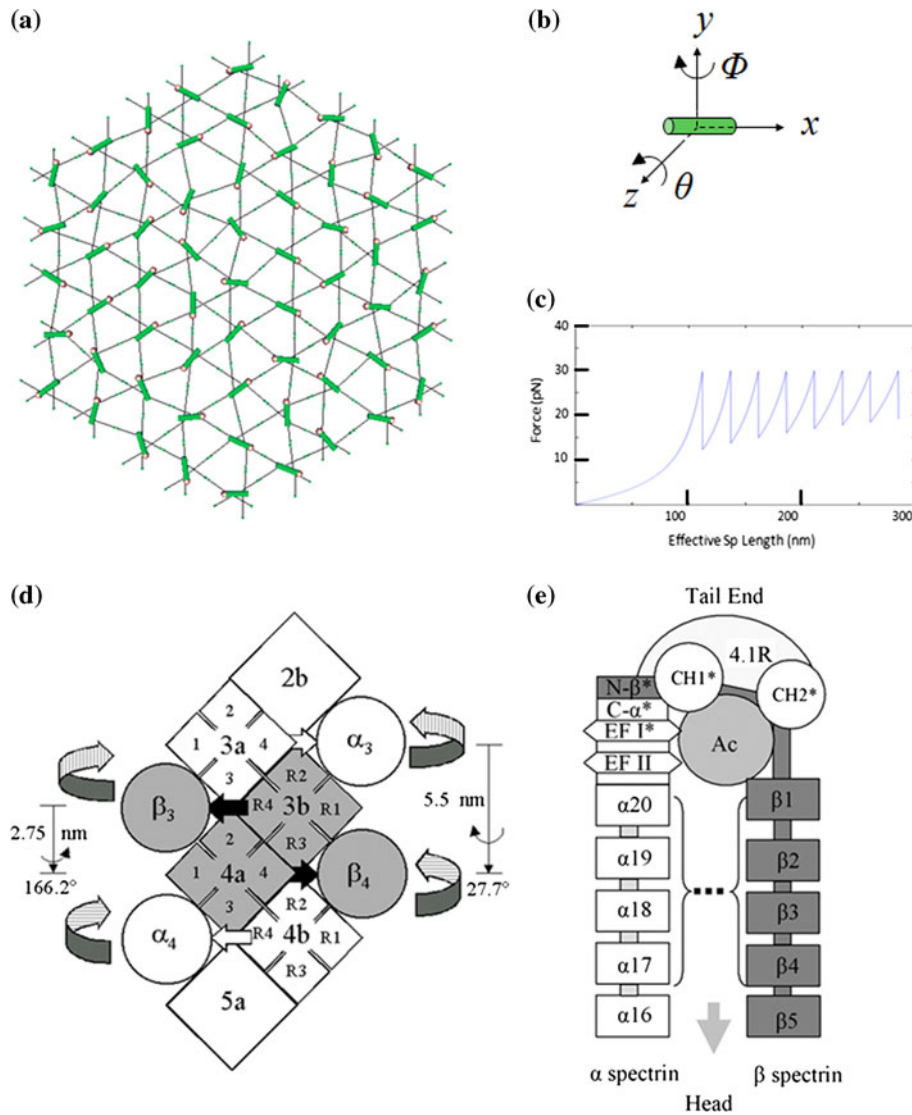 (a)
(b)
y
Φ
x
z
θ
(c)
40
30
20
10
Force (pN)
100
200
300
Effective Sp Length (nm)
(d)
2b
2
1 3a 4
3
α3
R2
R4 3b R1
R3
β3
2.75 nm
166.2°
5.5 nm
27.7°
2
1 4a 4
3
β4
R2
R4 4b R1
R3
α4
5a
(e)
Tail End
4.1R
CH1*
CH2*
N-β*
C-α*
EF I*
EF II
Ac
α20
β1
α19
β2
α18
β3
α17
β4
α16
β5
α spectrin
β spectrin
Head